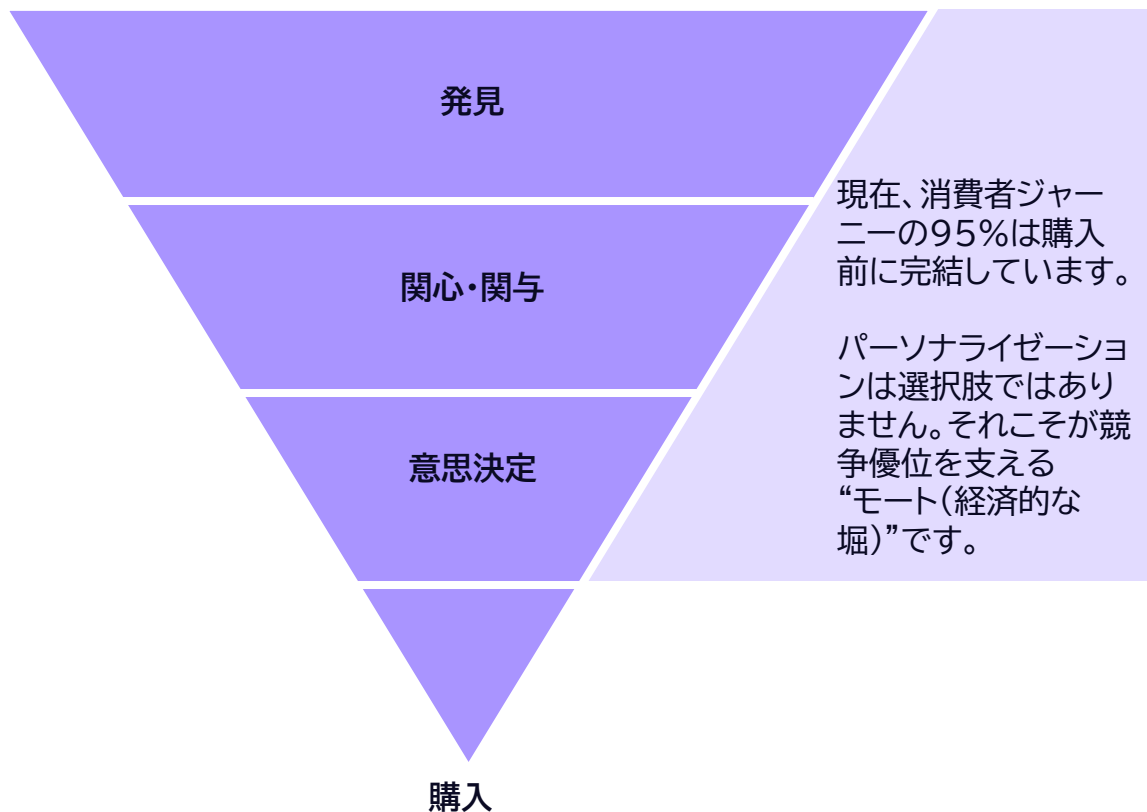 発見
関心・関与
意思決定
購入
現在、消費者ジャー
ニーの95%は購入
前に完結しています。
パーソナライゼーショ
ンは選択肢ではあり
ません。それこそが競
争優位を支える
“モート(経済的な
堀)”です。